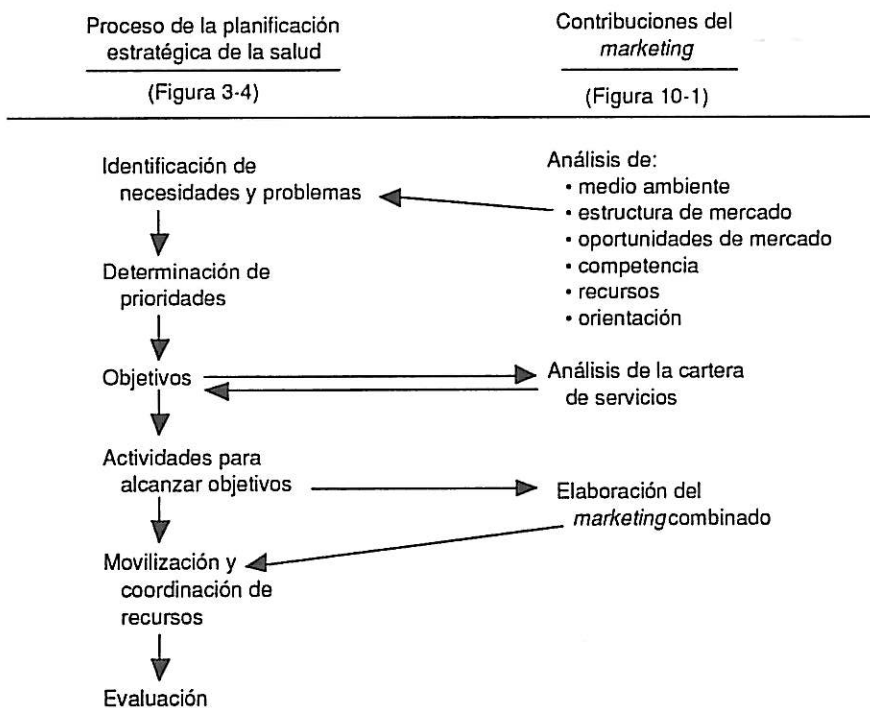 Proceso de la planificación
estratégica de la salud
(Figura 3-4)
Contribuciones del
marketing
(Figura 10-1)
Identificación de
necesidades y problemas
Determinación de
prioridades
Objetivos
Actividades para
alcanzar objetivos
Movilización y
coordinación de
recursos
Evaluación
Análisis de:
• medio ambiente
• estructura de mercado
• oportunidades de mercado
• competencia
• recursos
• orientación
Análisis de la cartera
de servicios
Elaboración del
marketing combinado